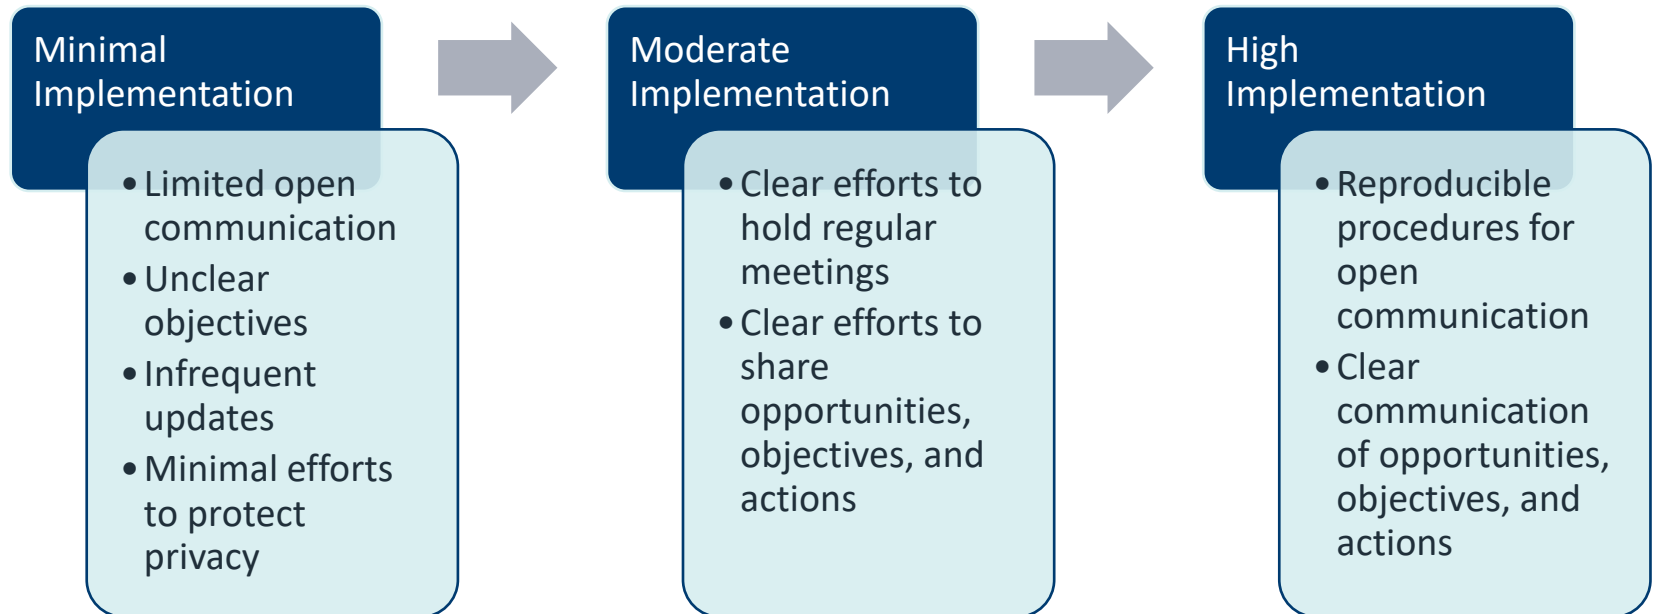 Minimal
Implementation
• Limited open
communication
• Unclear
objectives
• Infrequent
updates
• Minimal efforts
to protect
privacy
Moderate
Implementation
• Clear efforts to
hold regular
meetings
• Clear efforts to
share
opportunities,
objectives, and
actions
High
Implementation
• Reproducible
procedures for
open
communication
• Clear
communication
of opportunities,
objectives, and
actions